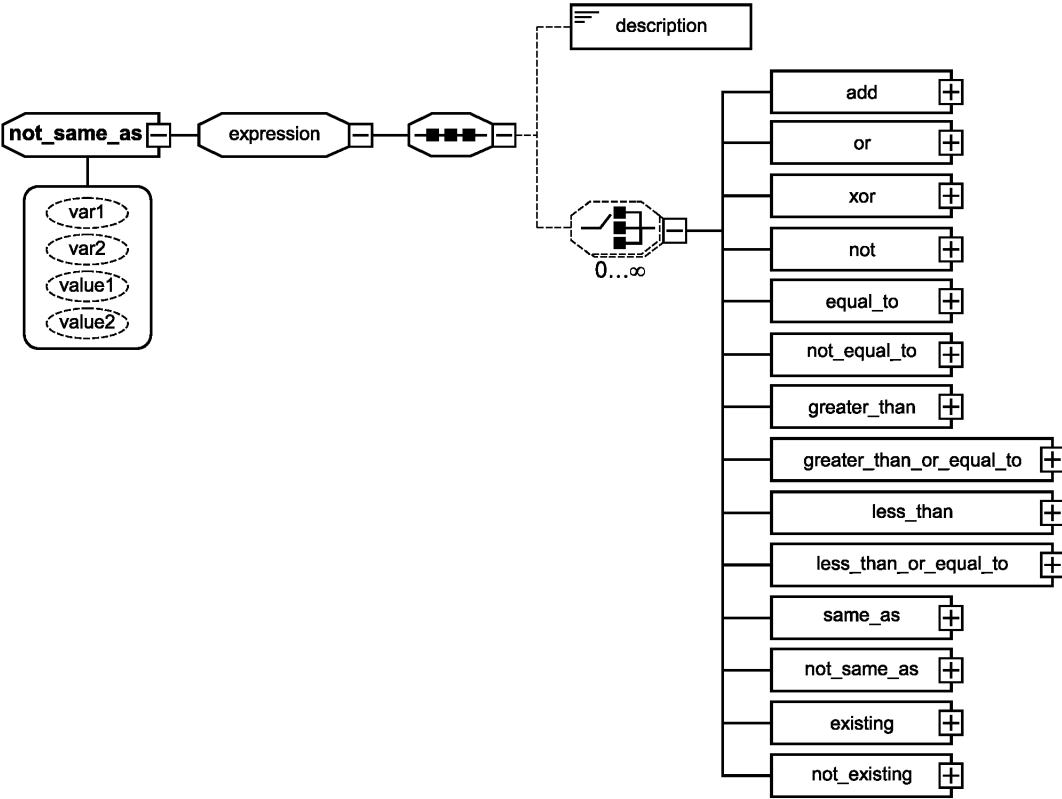 description
not_same_as
expression
var1
var2
value1
value2
0...∞
add
or
xor
not
equal_to
not_equal_to
greater_than
greater_than_or_equal_to
less_than
less_than_or_equal_to
same_as
not_same_as
existing
not_existing